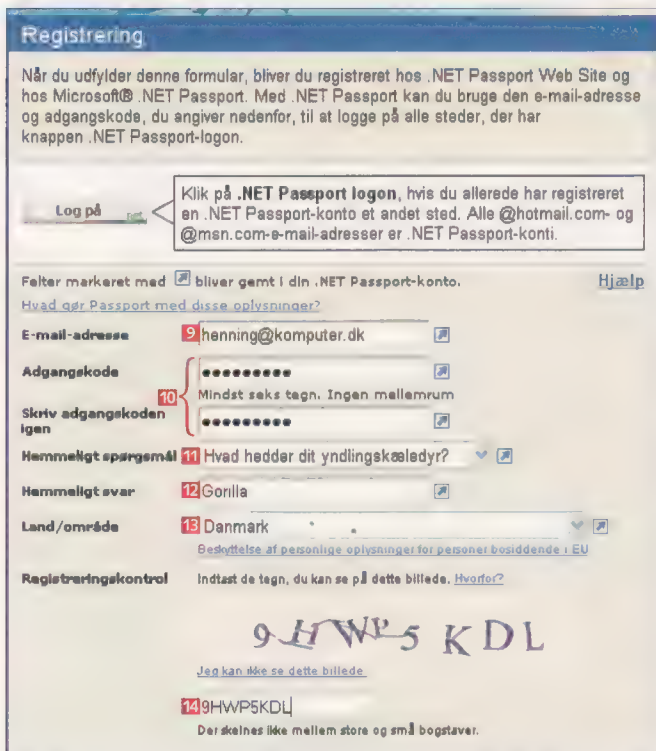 Registrering
Når du udfylder denne formular, bliver du registreret hos .NET Passport Web Site og
hos Microsoft® .NET Passport. Med .NET Passport kan du bruge den e-mail-adresse
og adgangskode, du angiver nedenfor, til at logge på alle steder, der har
knappen .NET Passport-logon.
Log på .net
Klik på .NET Passport logon, hvis du allerede har registreret
en .NET Passport-konto et andet sted. Alle @hotmail.com- og
@msn.com-e-mail-adresser er .NET Passport-konti.
Felter markeret med bliver gemt i din .NET Passport-konto. Hjælp
Hvad gør Passport med disse oplysninger?
E-mail-adresse 9 henning@komputer.dk
Adgangskode •••••••••
10 Mindst seks tegn. Ingen mellemrum
Skriv adgangskoden
igen •••••••••
Hemmeligt spørgsmål 11 Hvad hedder dit yndlingskæledyr?
Hemmeligt svar 12 Gorilla
Land/område 13 Danmark
Beskyttelse af personlige oplysninger for personer bosiddende i EU
Registreringskontrol Indtast de tegn, du kan se på dette billede. Hvorfor?
9HWP5KDL
Jeg kan ikke se dette billede
14 9HWP5KDL
Der skelnes ikke mellem store og små bogstaver.